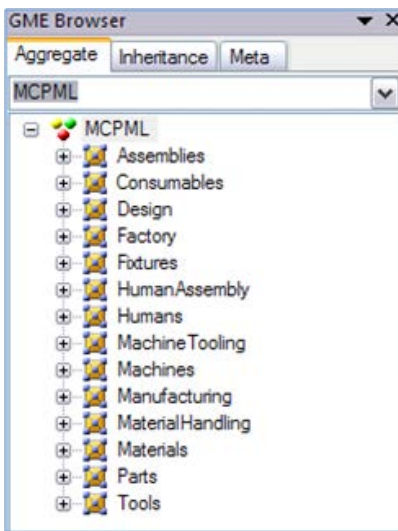 GME Browser
Aggregate Inheritance Meta
MCPML
MCPML
Assemblies
Consumables
Design
Factory
Fixtures
HumanAssembly
Humans
MachineTooling
Machines
Manufacturing
MaterialHandling
Materials
Parts
Tools